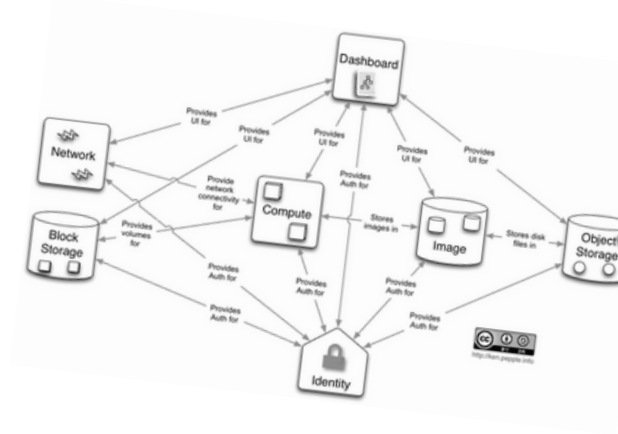 Dashboard
Provides
UI for
Provides
UI for
Provides
UI for
Provides
UI for
Provides
UI for
Network
Provide
network
connectivity
for
Provides
Auth for
Compute
Block
Storage
Provides
volumes
for
Stores
images in
Image
Stores disk
files in
Object
Storage
Provides
Auth for
Provides
Auth for
Provides
Auth for
Provides
Auth for
Provides
Auth for
Identity
cc
BY
http://ken.pepple.info